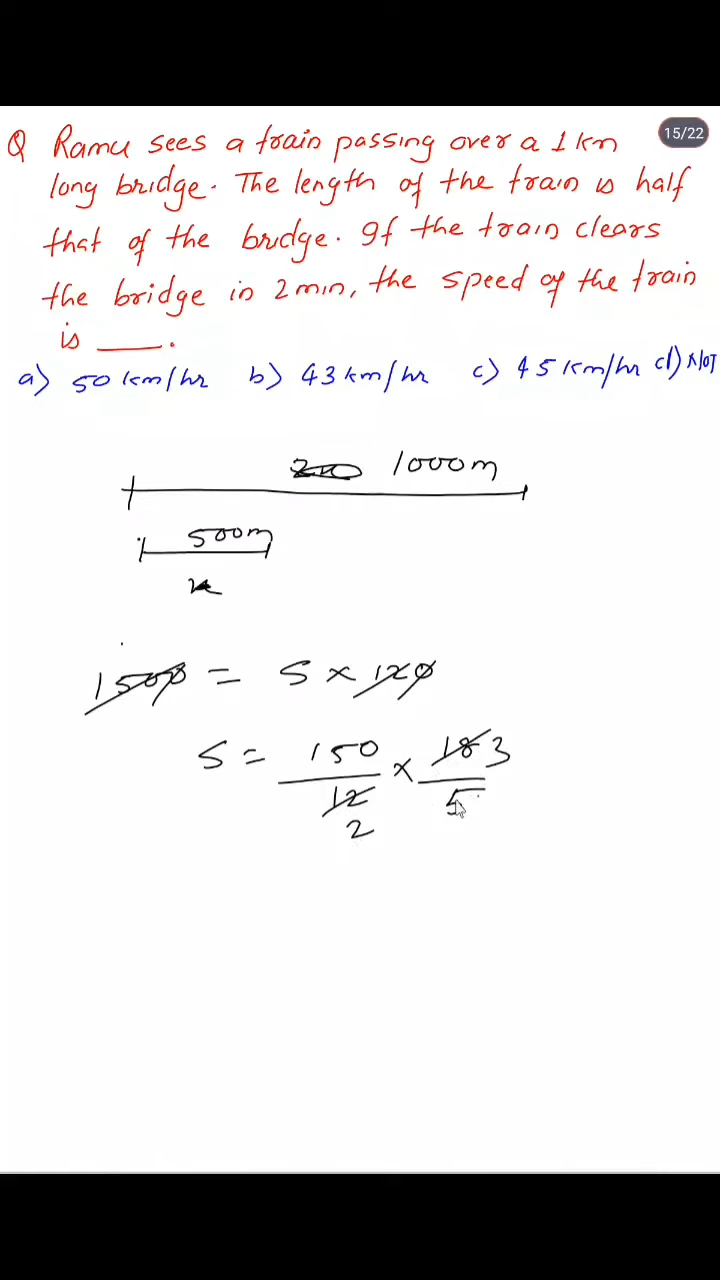 15/22
Q Ramu sees a train passing over a 1 km
long bridge. The length of the train is half
that of the bridge. If the train clears
the bridge in 2 min, the speed of the train
is ____.
a) 50 km/hr b) 43 km/hr c) 45 km/hr d) NOT
1000m
500m
x
1500 = S × 120
S = 150/12 × 18/5
2 3